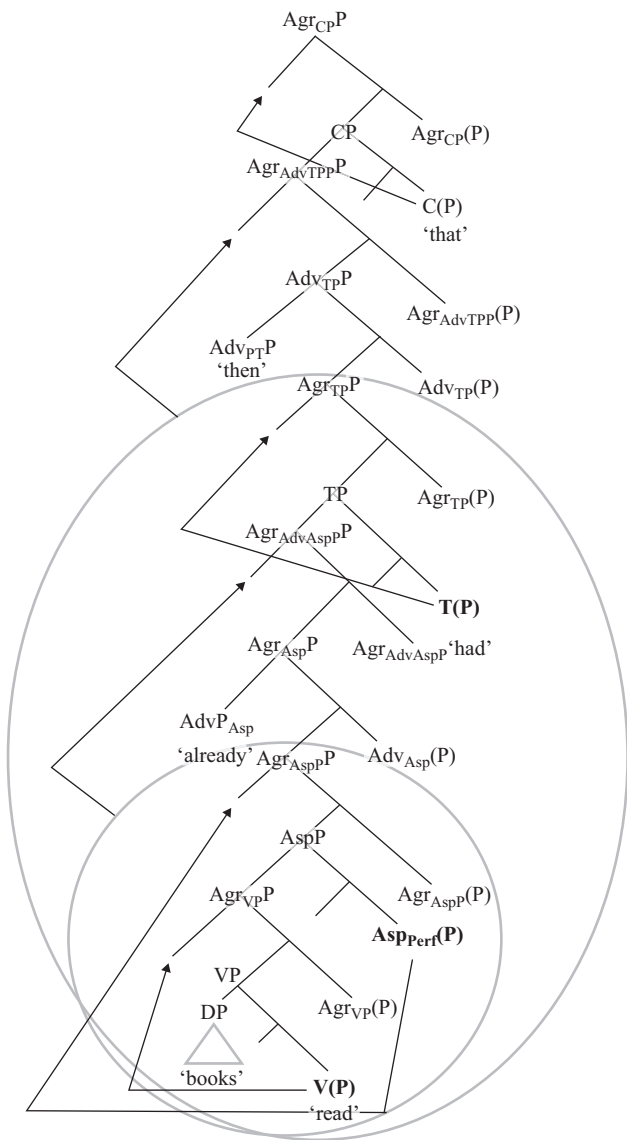 Agr_CP P
Agr_CP(P)
CP
Agr_AdvTPP P
C(P)
‘that’
Adv_TP P
Agr_AdvTPP(P)
Adv_PT P
‘then’
Adv_TP(P)
Agr_TP P
Agr_TP(P)
TP
Agr_AdvAspP P
T(P)
Agr_Asp P
Agr_AdvAspP ‘had’
AdvP_Asp
‘already’
Adv_Asp(P)
Agr_AspP P
AspP
Agr_AspP(P)
Agr_VP P
Asp_Perf(P)
VP
Agr_VP(P)
DP
‘books’
V(P)
‘read’